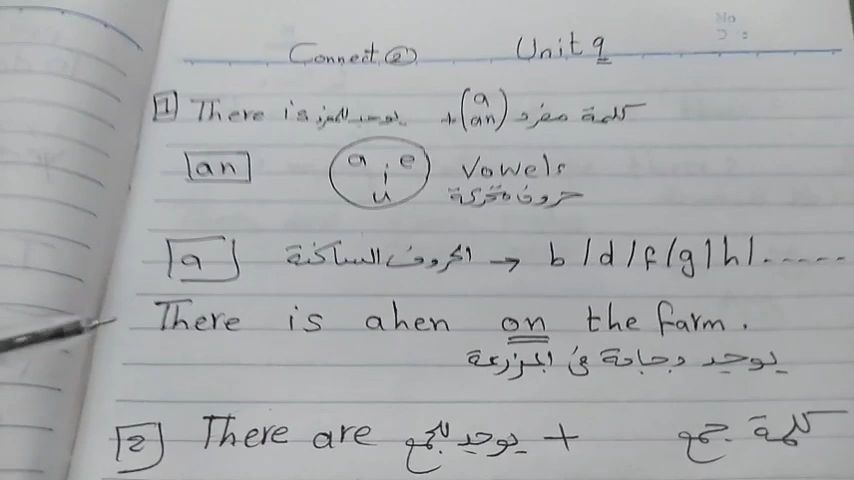 No
Connect 2 Unit 9
1 There is يوجد للمفرد + (a an) كلمة مفرد
an a e i u Vowels
حروف متحركة
a الحروف الساكنة → b/d/f/g/h/.....
There is ahen on the farm.
يوجد دجاجة في المزرعة
2 There are يوجد للجمع + كلمة جمع